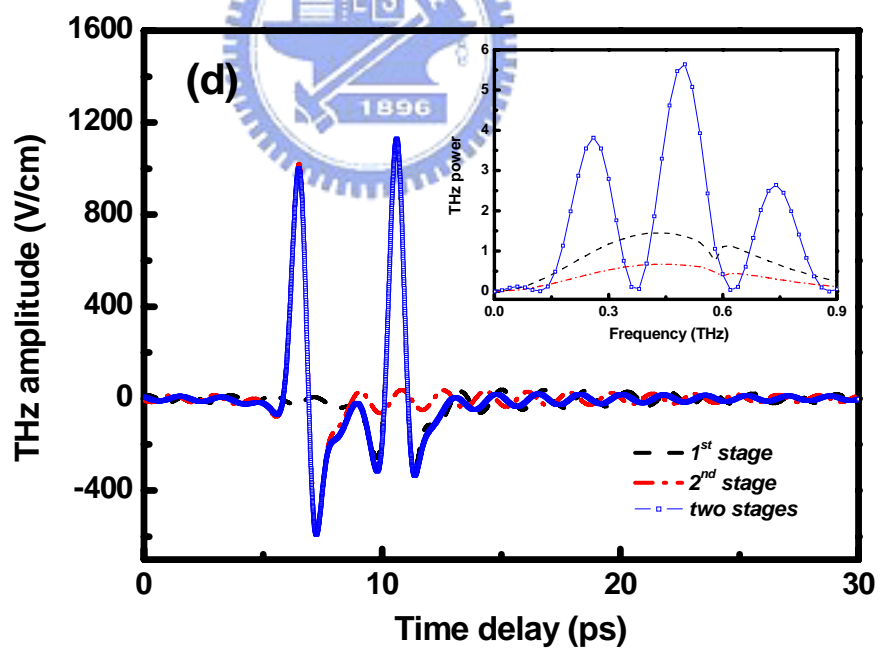 1600
1200
800
400
0
-400
THz amplitude (V/cm)
(d)
1896
6
5
4
3
2
1
0
THz power
0.0 0.3 0.6 0.9
Frequency (THz)
1st stage
2nd stage
two stages
0 10 20 30
Time delay (ps)